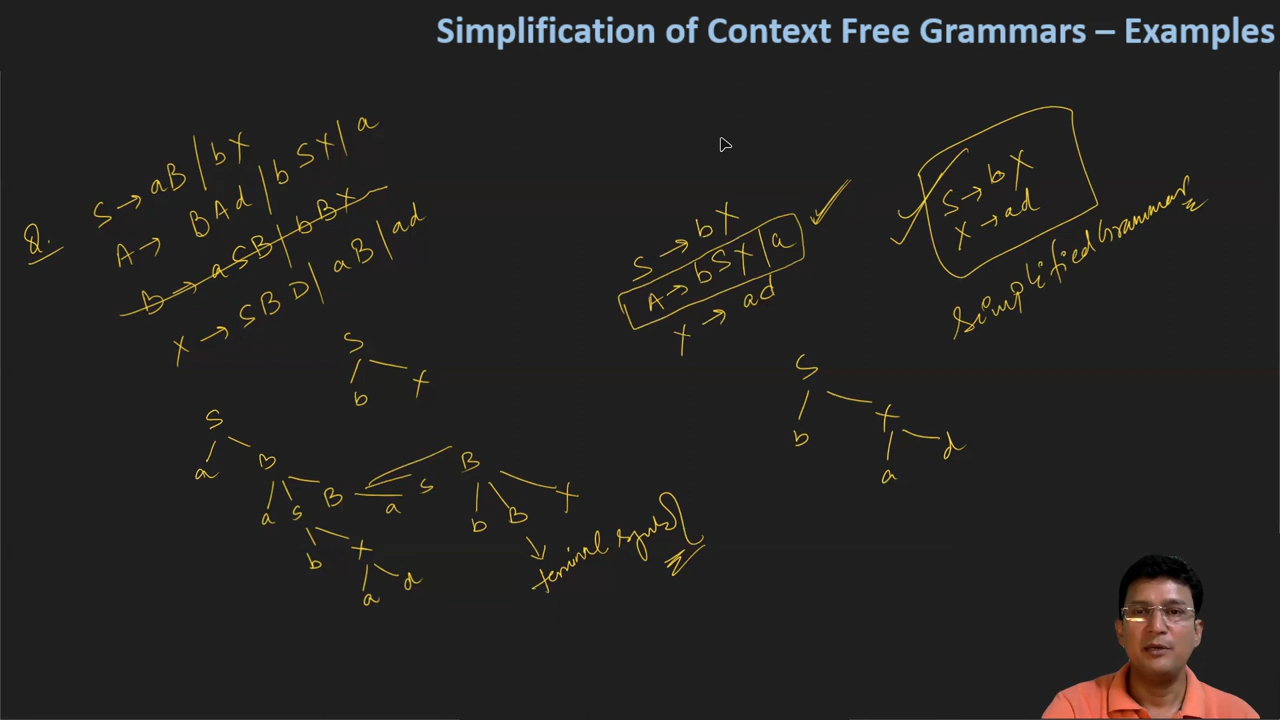 Simplification of Context Free Grammars – Examples
Q.
S → aB | bX
A → BAd | bSX | a
B → aSB | bBX
X → SBD | aB | ad
S → bX
A → bSX | a
X → ad
S → bX
X → ad
Simplified Grammar
S
b X
S
a B
a S B
b X
a d
a S
B
b B X
terminal symbol
S
b X
a d